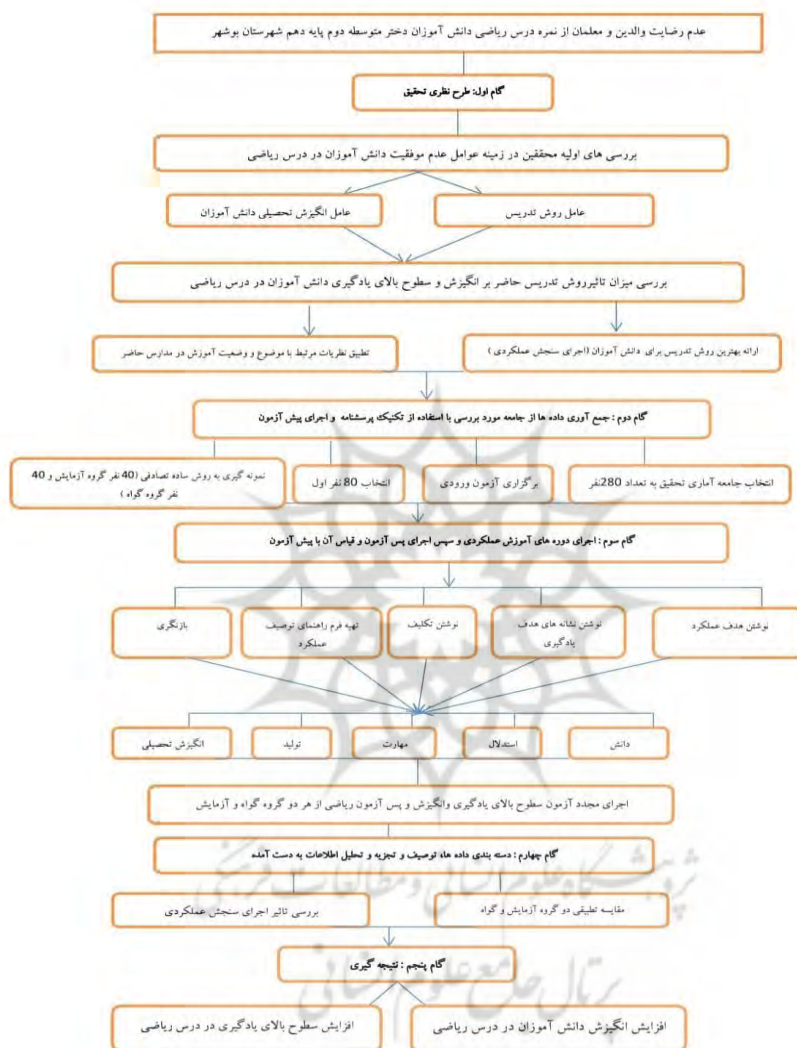 عدم رضایت والدین و معلمان از نمره درس ریاضی دانش آموزان دختر متوسطه دوم پایه دهم شهرستان بوشهر
گام اول: طرح نظری تحقیق
بررسی های اولیه محققین در زمینه عوامل عدم موفقیت دانش آموزان در درس ریاضی
عامل روش تدریس
عامل انگیزش تحصیلی دانش آموزان
بررسی میزان تاثیرروش تدریس حاضر بر انگیزش و سطوح بالای یادگیری دانش آموزان در درس ریاضی
ارائه بهترین روش تدریس برای دانش آموزان (اجرای سنجش عملکردی )
تطبیق نظریات مرتبط با موضوع و وضعیت آموزش در مدارس حاضر
گام دوم : جمع آوری داده ها از جامعه مورد بررسی با استفاده از تکنیک پرسشنامه و اجرای پیش آزمون
انتخاب جامعه آماری تحقیق به تعداد 280نفر
برگزاری آزمون ورودی
انتخاب 80 نفر اول
نمونه گیری به روش ساده تصادفی (40 نفر گروه آزمایش و 40
نفر گروه گواه )
گام سوم : اجرای دوره های آموزش عملکردی و سپس اجرای پس آزمون و قیاس آن با پیش آزمون
نوشتن هدف عملکرد
نوشتن نشانه های هدف
یادگیری
نوشتن تکلیف
تهیه فرم راهنمای توصیف
عملکرد
بازنگری
دانش
استدلال
مهارت
تولید
انگیزش تحصیلی
اجرای مجدد آزمون سطوح بالای یادگیری وانگیزش و پس آزمون ریاضی از هر دو گروه گواه و آزمایش
گام چهارم : دسته بندی داده ها، توصیف و تجزیه و تحلیل اطلاعات به دست آمده
مقایسه تطبیقی دو گروه آزمایش و گواه
بررسی تاثیر اجرای سنجش عملکردی
گام پنجم : نتیجه گیری
افزایش انگیزش دانش آموزان در درس ریاضی
افزایش سطوح بالای یادگیری در درس ریاضی
پژوهشگاه علوم انسانی و مطالعات فرهنگی
پرتال جامع علوم انسانی